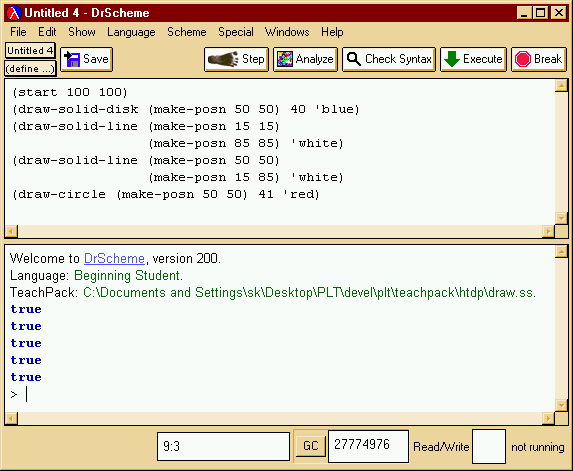 Untitled 4 - DrScheme
File Edit Show Language Scheme Special Windows Help
Untitled 4
(define ...)
Save Step Analyze Check Syntax Execute Break
(start 100 100)
(draw-solid-disk (make-posn 50 50) 40 'blue)
(draw-solid-line (make-posn 15 15)
(make-posn 85 85) 'white)
(draw-solid-line (make-posn 50 50)
(make-posn 15 85) 'white)
(draw-circle (make-posn 50 50) 41 'red)
Welcome to DrScheme, version 200.
Language: Beginning Student.
TeachPack: C:\Documents and Settings\sk\Desktop\PLT\devel\plt\teachpack\htdp\draw.ss.
true
true
true
true
true
>
9:3 GC 27774976 Read/Write not running